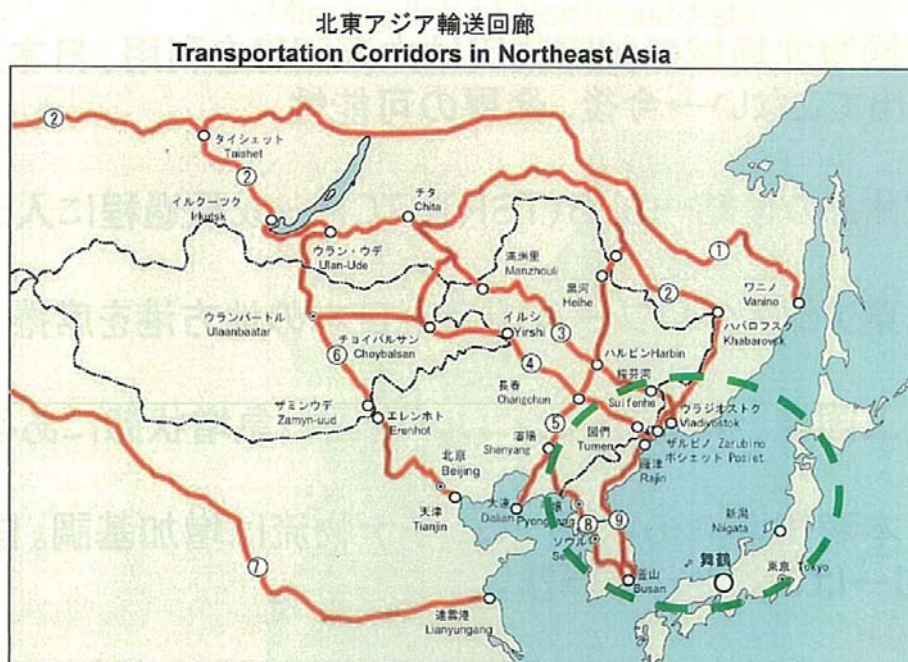 北東アジア輸送回廊
Transportation Corridors in Northeast Asia
②
タイシェット
Taishet
②
イルクーツク
Irkutsk
チタ
Chita
ウラン・ウデ
Ulan-Ude
満洲里
Manzhouli
黒河
Heihe
①
②
ワニノ
Vanino
ハバロフスク
Khabarovsk
ウランバートル
Ulaanbaatar
チョイバルサン
Choybalsan
イルシ
Yirshi
③
④
⑥
ハルビン Harbin
綏芬河
Suifenhe
長春
Changchun
ザミンウデ
Zamyn-uud
エレンホト
Erenhot
⑤
瀋陽
Shenyang
図們
Tumen
ウラジオストク
Vladivostok
ザルビノ Zarubino
ポシェット Posiet
羅津
Rajin
北京
Beijing
天津
Tianjin
大連
Dalian
Pyongyang
⑧
⑨
ソウル
新潟
Niigata
⑦
釜山
Busan
舞鶴
東京 Tokyo
連雲港
Lianyungang